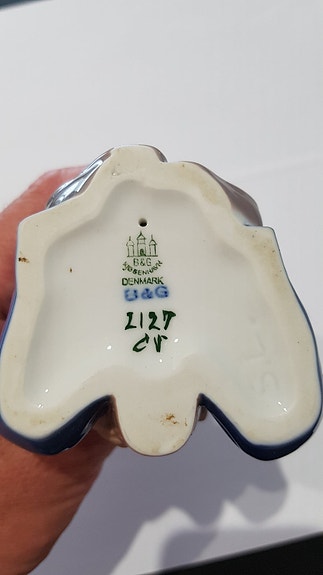 B&G
KJØBENHAVN
DENMARK
B&G
2127
CV